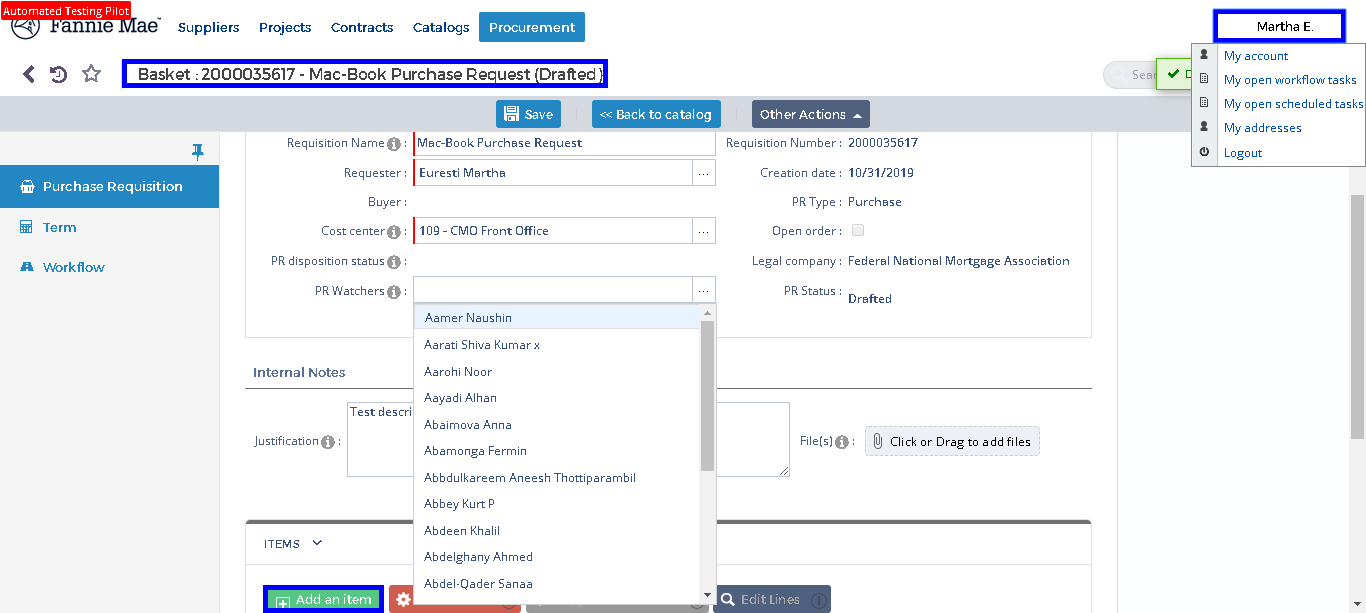 Automated Testing Pilot
Fannie Mae™
Suppliers Projects Contracts Catalogs Procurement
Martha E.
My account
My open workflow tasks
My open scheduled tasks
My addresses
Logout
Basket : 2000035617 - Mac-Book Purchase Request (Drafted)
Save
<< Back to catalog
Other Actions
Purchase Requisition
Term
Workflow
Requisition Name : Mac-Book Purchase Request
Requisition Number : 2000035617
Requester : Euresti Martha ...
Creation date : 10/31/2019
Buyer :
PR Type : Purchase
Cost center : 109 - CMO Front Office ...
Open order :
PR disposition status :
Legal company : Federal National Mortgage Association
PR Watchers : ...
PR Status : Drafted
Aamer Naushin
Aarati Shiva Kumar x
Aarohi Noor
Aayadi Alhan
Abaimova Anna
Abamonga Fermin
Abbdulkareem Aneesh Thottiparambil
Abbey Kurt P
Abdeen Khalil
Abdelghany Ahmed
Abdel-Qader Sanaa
Internal Notes
Justification : Test descri
File(s) : Click or Drag to add files
ITEMS
Add an item
Edit Lines